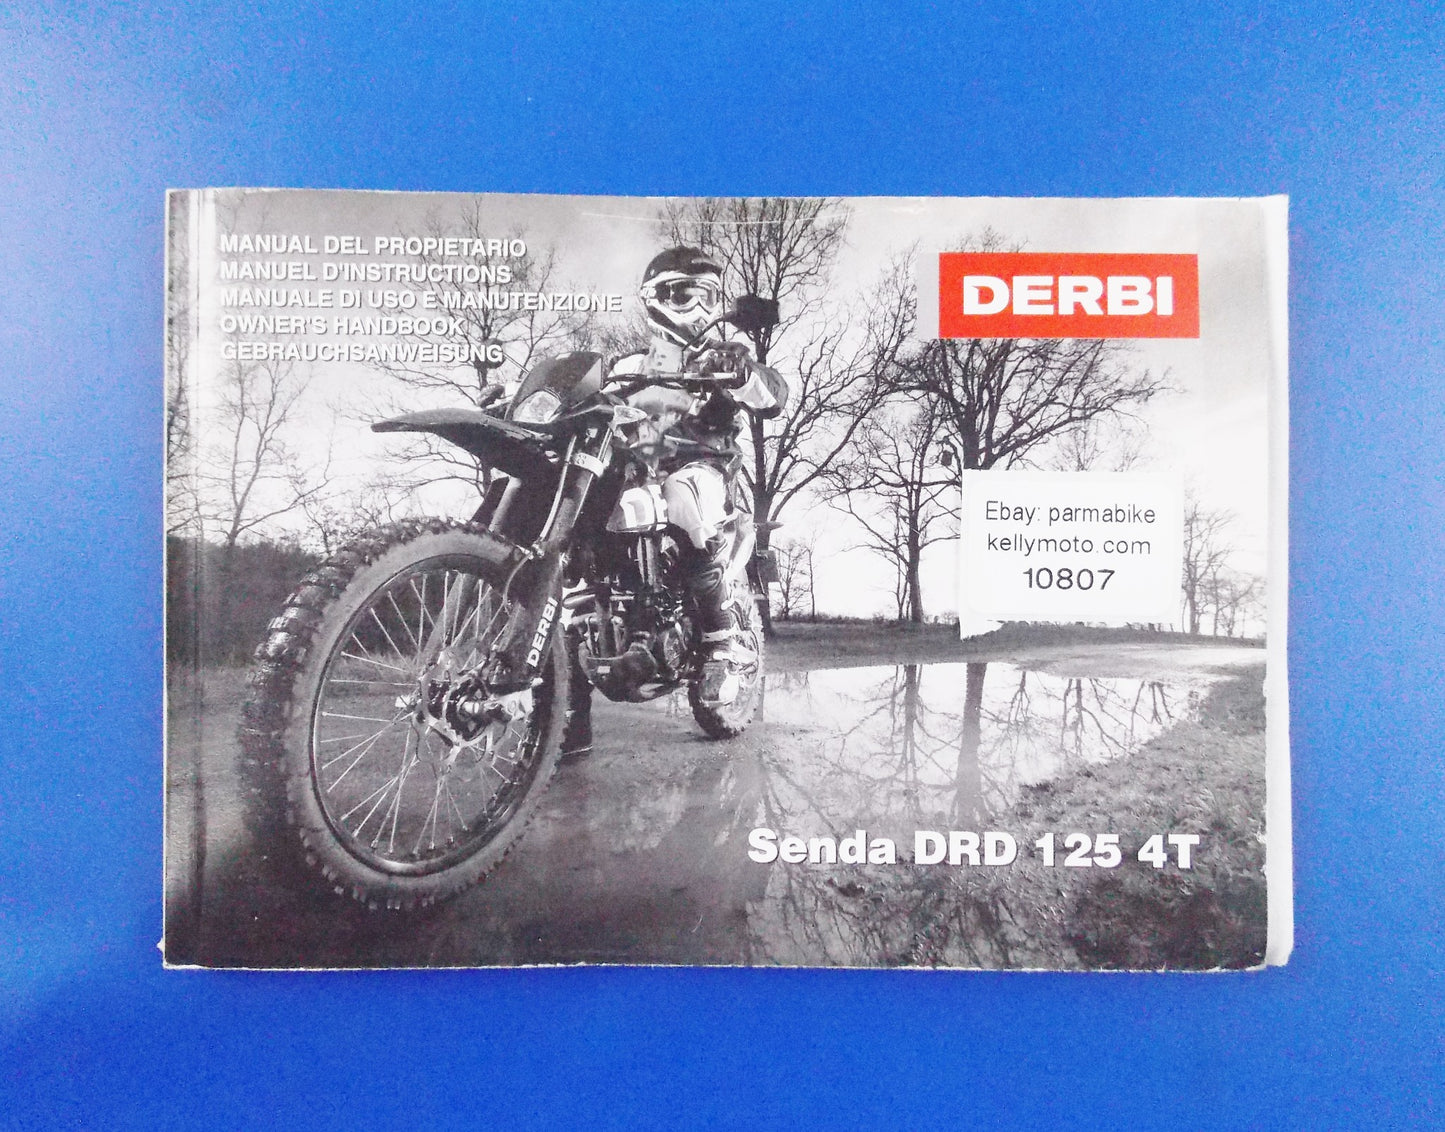 MANUAL DEL PROPIETARIO
MANUEL D'INSTRUCTIONS
MANUALE DI USO E MANUTENZIONE
OWNER'S HANDBOOK
GEBRAUCHSANWEISUNG
DERBI
Ebay: parmabike
kellymoto.com
10807
DERBI
Senda DRD 125 4T